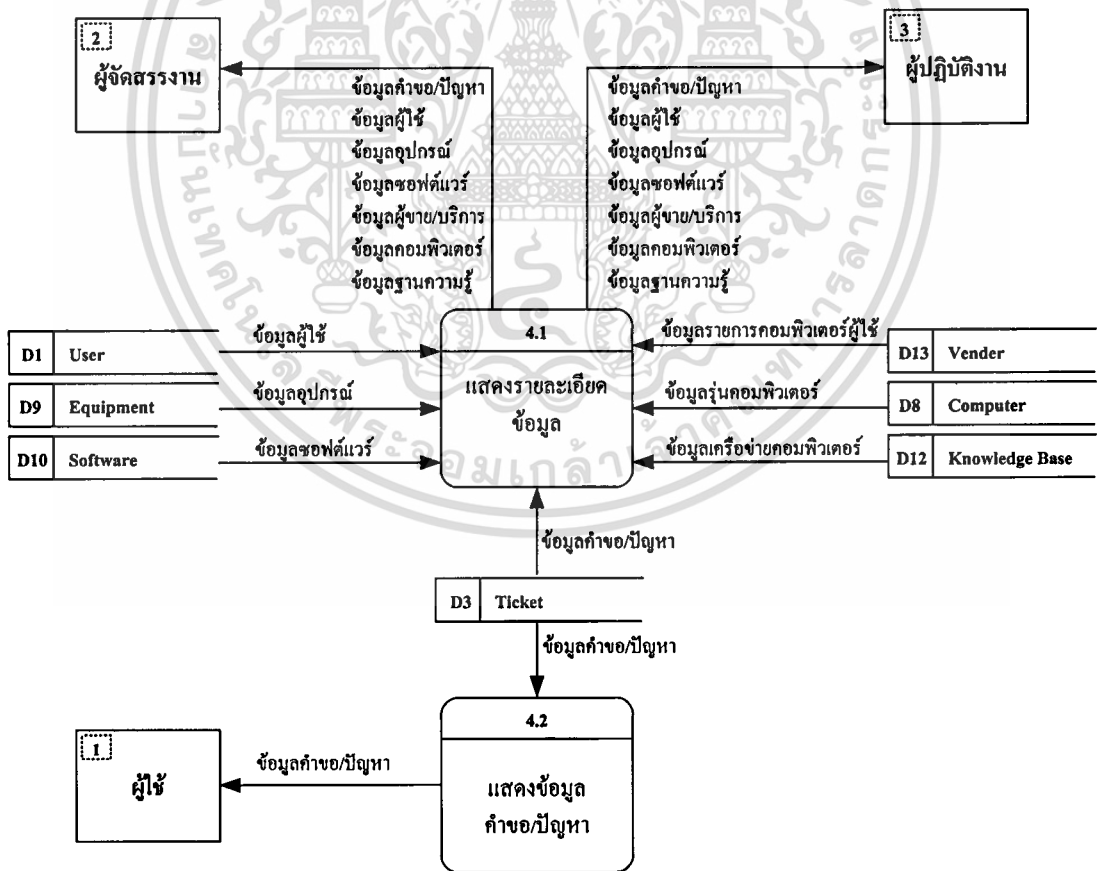 2
ผู้จัดสรรงาน
3
ผู้ปฏิบัติงาน
ข้อมูลคำขอ/ปัญหา
ข้อมูลผู้ใช้
ข้อมูลอุปกรณ์
ข้อมูลซอฟต์แวร์
ข้อมูลผู้ขาย/บริการ
ข้อมูลคอมพิวเตอร์
ข้อมูลฐานความรู้
ข้อมูลคำขอ/ปัญหา
ข้อมูลผู้ใช้
ข้อมูลอุปกรณ์
ข้อมูลซอฟต์แวร์
ข้อมูลผู้ขาย/บริการ
ข้อมูลคอมพิวเตอร์
ข้อมูลฐานความรู้
D1 User
ข้อมูลผู้ใช้
D9 Equipment
ข้อมูลอุปกรณ์
D10 Software
ข้อมูลซอฟต์แวร์
4.1
แสดงรายละเอียด
ข้อมูล
ข้อมูลรายการคอมพิวเตอร์ผู้ใช้
D13 Vender
ข้อมูลรุ่นคอมพิวเตอร์
D8 Computer
ข้อมูลเครือข่ายคอมพิวเตอร์
D12 Knowledge Base
ข้อมูลคำขอ/ปัญหา
D3 Ticket
ข้อมูลคำขอ/ปัญหา
4.2
แสดงข้อมูล
คำขอ/ปัญหา
ข้อมูลคำขอ/ปัญหา
1
ผู้ใช้